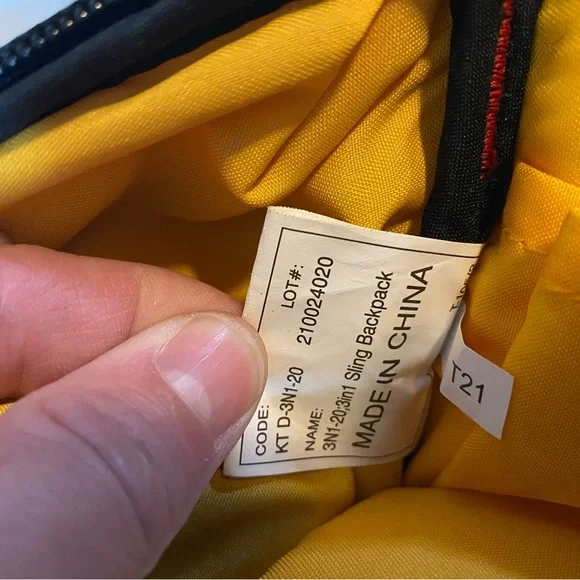 CODE: LOT#:
KT D-3N1-20 210024020
NAME:
3N1-20;3in1 Sling Backpack
MADE IN CHINA
T21